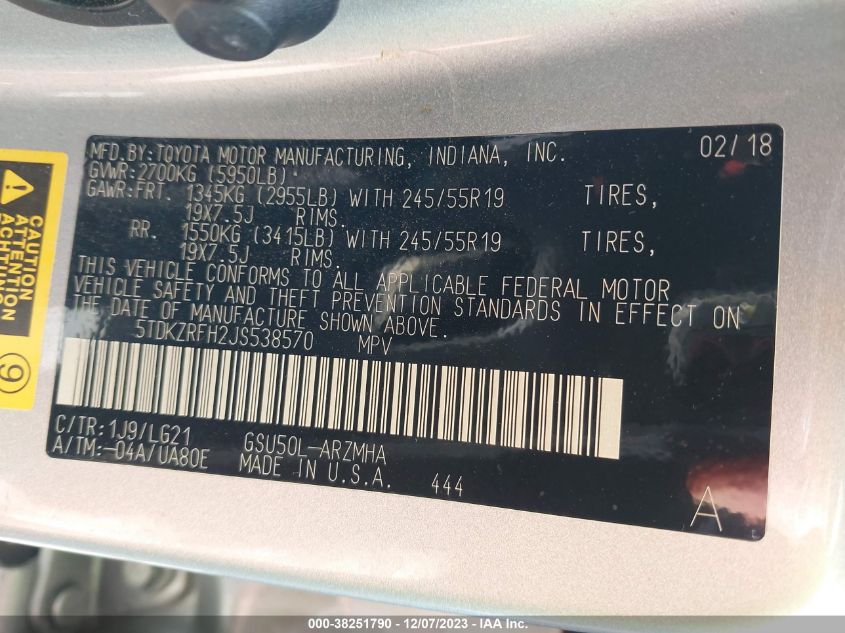 MFD.BY:TOYOTA MOTOR MANUFACTURING, INDIANA, INC. 02/18
GVWR:2700KG (5950LB)
GAWR:FRT. 1345KG (2955LB) WITH 245/55R19 TIRES,
19X7.5J RIMS.
RR. 1550KG (3415LB) WITH 245/55R19 TIRES,
19X7.5J RIMS.
THIS VEHICLE CONFORMS TO ALL APPLICABLE FEDERAL MOTOR
VEHICLE SAFETY AND THEFT PREVENTION STANDARDS IN EFFECT ON
THE DATE OF MANUFACTURE SHOWN ABOVE.
5TDKZRFH2JS538570 MPV
C/TR:1J9/LG21 GSU50L-ARZMHA
A/TM:-04A/UA80E MADE IN U.S.A. 444
A
CAUTION
ATTENTION
ACHTUNG
9
000-38251790 - 12/07/2023 - IAA Inc.